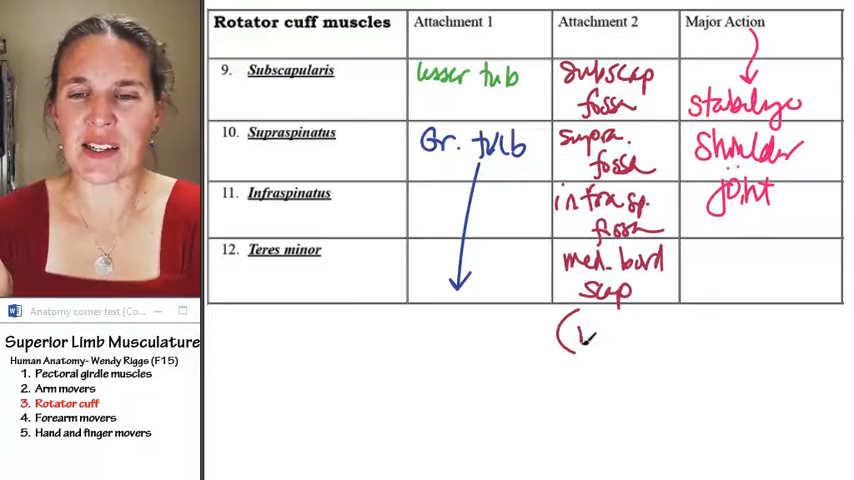 Rotator cuff muscles Attachment 1 Attachment 2 Major Action
9. Subscapularis lesser tub subscap
fossa stabilize
10. Supraspinatus Gr. tub supra. shoulder
fossa
11. Infraspinatus infrasp. joint
fossa
12. Teres minor med. bord
scap
Anatomy corner text [Co...
Superior Limb Musculature
Human Anatomy- Wendy Riggs (F15)
1. Pectoral girdle muscles
2. Arm movers
3. Rotator cuff
4. Forearm movers
5. Hand and finger movers